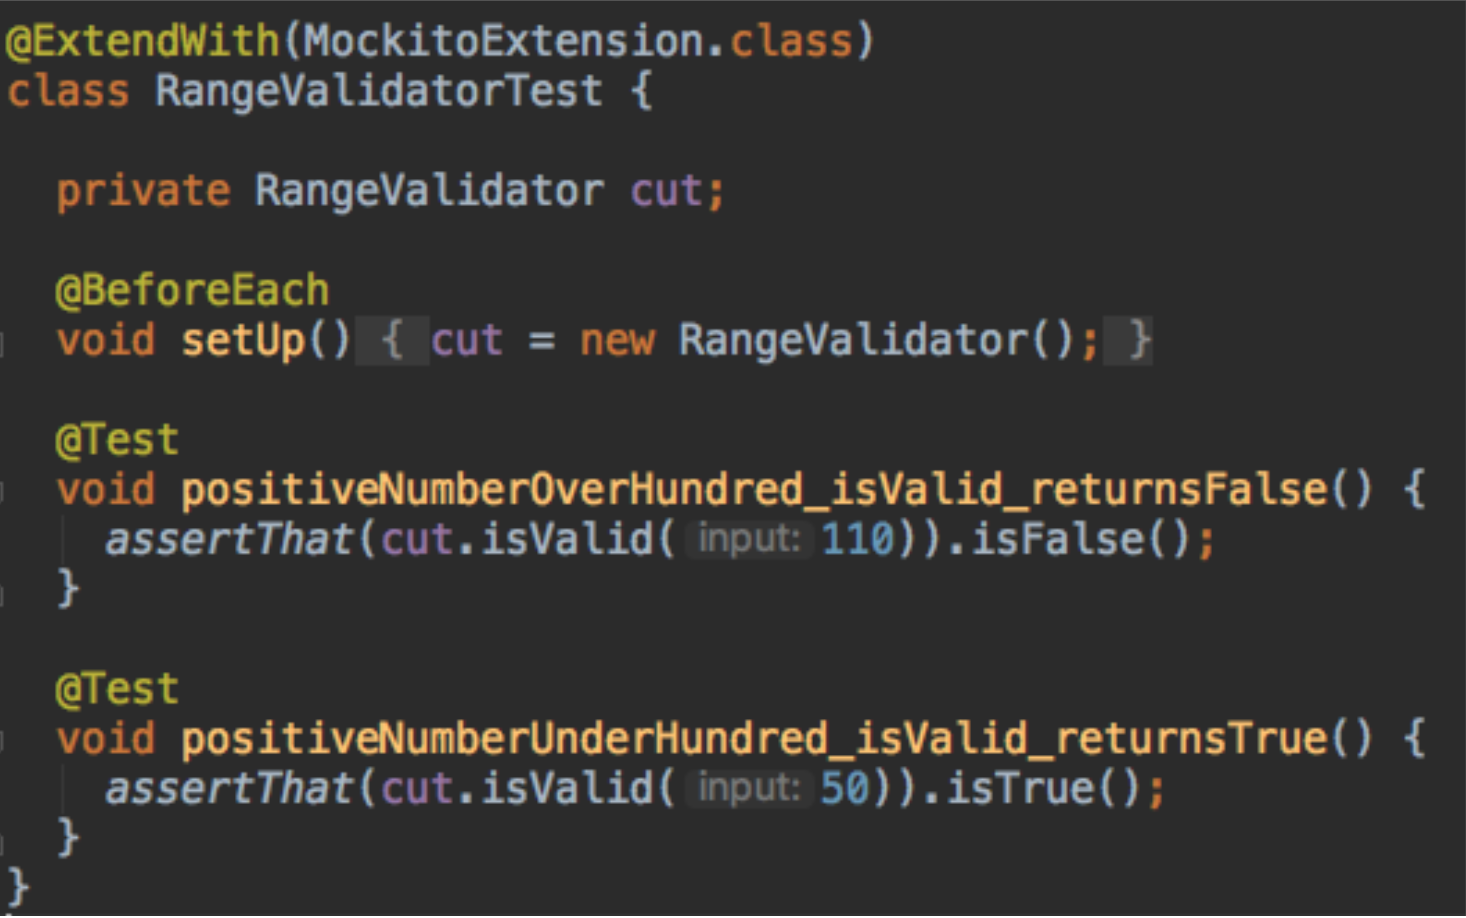 @ExtendWith(MockitoExtension.class)
class RangeValidatorTest {
private RangeValidator cut;
@BeforeEach
void setUp() { cut = new RangeValidator(); }
@Test
void positiveNumberOverHundred_isValid_returnsFalse() {
assertThat(cut.isValid( input: 110)).isFalse();
}
@Test
void positiveNumberUnderHundred_isValid_returnsTrue() {
assertThat(cut.isValid( input: 50)).isTrue();
}
}